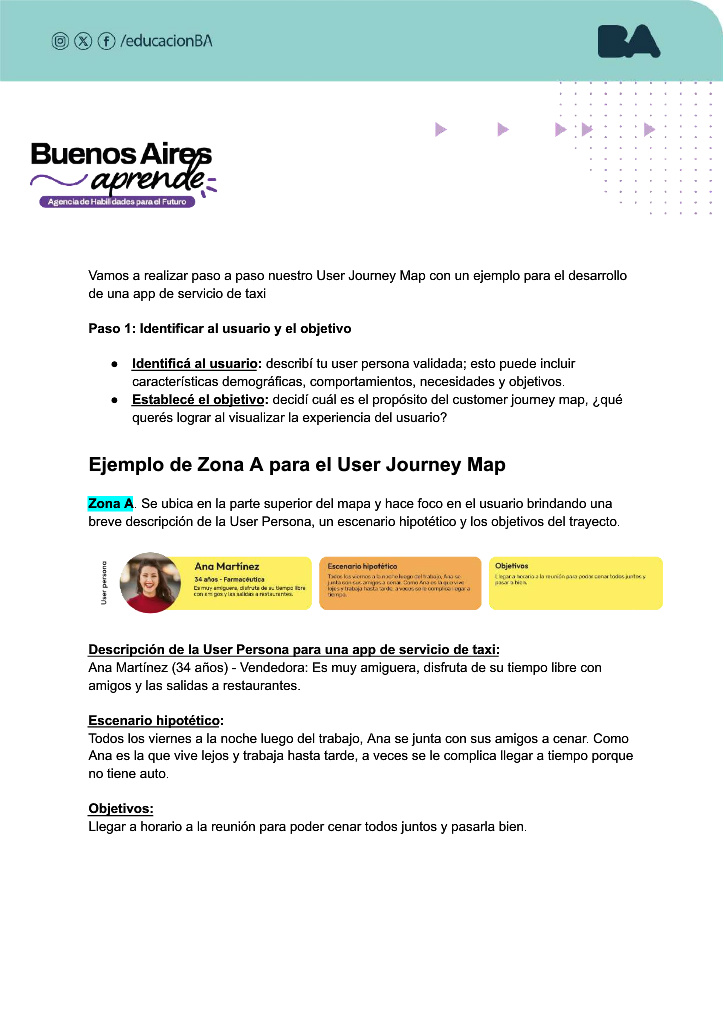 /educacionBA
BA
Buenos Aires
aprende
Agencia de Habilidades para el Futuro
Vamos a realizar paso a paso nuestro User Journey Map con un ejemplo para el desarrollo
de una app de servicio de taxi
Paso 1: Identificar al usuario y el objetivo
● Identificá al usuario: describí tu user persona validada; esto puede incluir
características demográficas, comportamientos, necesidades y objetivos.
● Establecé el objetivo: decidí cuál es el propósito del customer journey map, ¿qué
querés lograr al visualizar la experiencia del usuario?
Ejemplo de Zona A para el User Journey Map
Zona A. Se ubica en la parte superior del mapa y hace foco en el usuario brindando una
breve descripción de la User Persona, un escenario hipotético y los objetivos del trayecto.
User persona
Ana Martínez
34 años - Farmacéutica
Es muy amiguera, disfruta de su tiempo libre
con amigos y las salidas a restaurantes.
Escenario hipotético
Todos los viernes a la noche luego del trabajo, Ana se
junta con sus amigos a cenar. Como Ana es la que vive
lejos y trabaja hasta tarde, a veces se le complica llegar a
tiempo.
Objetivos
Llegar a horario a la reunión para poder cenar todos juntos y
pasarla bien.
Descripción de la User Persona para una app de servicio de taxi:
Ana Martínez (34 años) - Vendedora: Es muy amiguera, disfruta de su tiempo libre con
amigos y las salidas a restaurantes.
Escenario hipotético:
Todos los viernes a la noche luego del trabajo, Ana se junta con sus amigos a cenar. Como
Ana es la que vive lejos y trabaja hasta tarde, a veces se le complica llegar a tiempo porque
no tiene auto.
Objetivos:
Llegar a horario a la reunión para poder cenar todos juntos y pasarla bien.